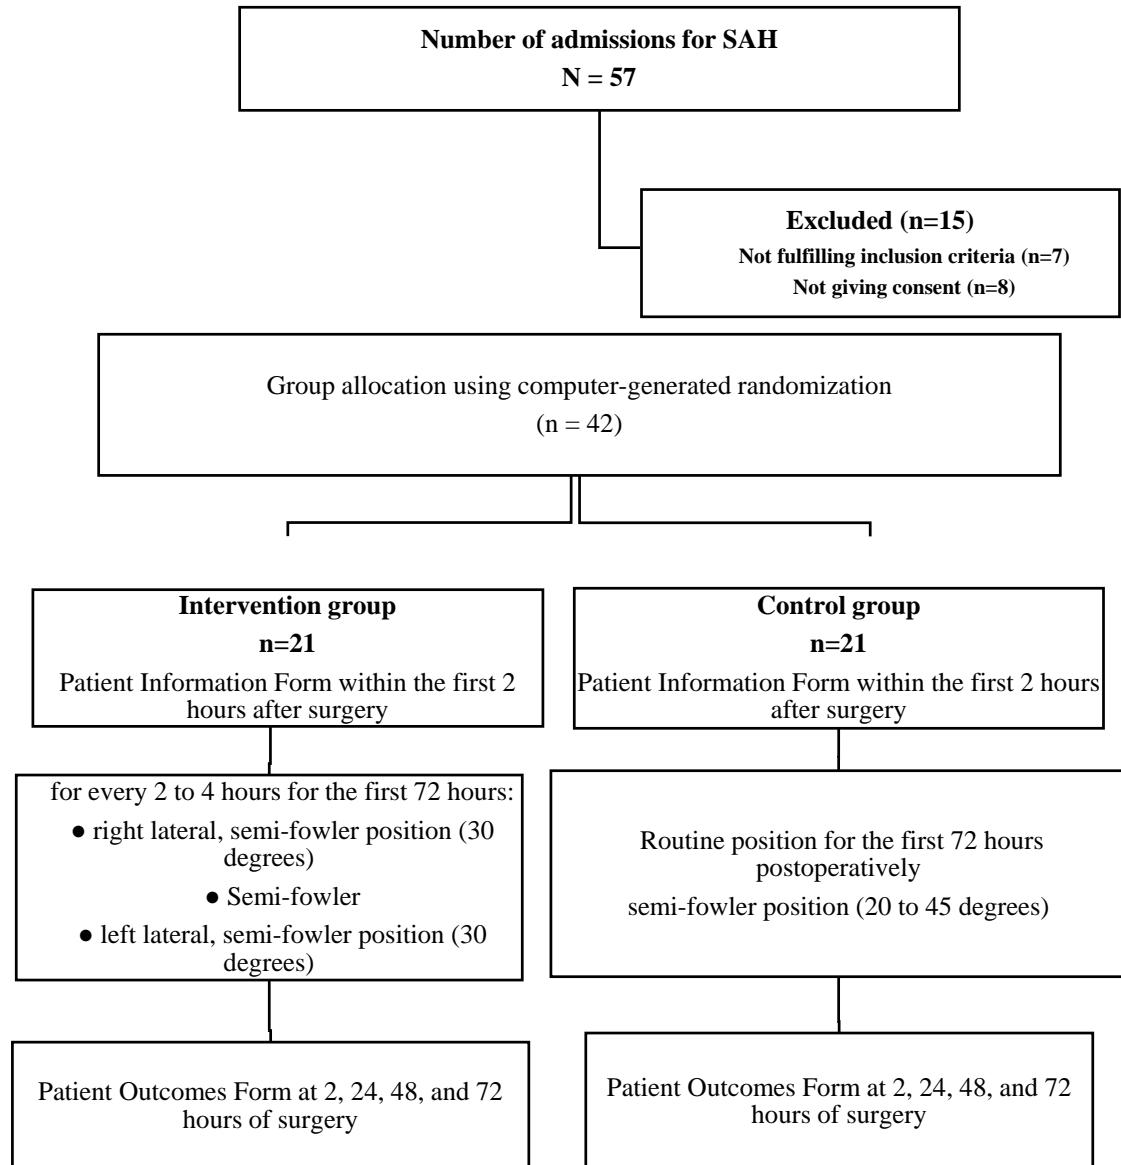 Number of admissions for SAH
N = 57
Excluded (n=15)
Not fulfilling inclusion criteria (n=7)
Not giving consent (n=8)
Group allocation using computer-generated randomization
(n = 42)
Intervention group
n=21
Patient Information Form within the first 2
hours after surgery
Control group
n=21
Patient Information Form within the first 2 hours
after surgery
for every 2 to 4 hours for the first 72 hours:
● right lateral, semi-fowler position (30
degrees)
● Semi-fowler
● left lateral, semi-fowler position (30
degrees)
Routine position for the first 72 hours
postoperatively
semi-fowler position (20 to 45 degrees)
Patient Outcomes Form at 2, 24, 48, and 72
hours of surgery
Patient Outcomes Form at 2, 24, 48, and 72
hours of surgery